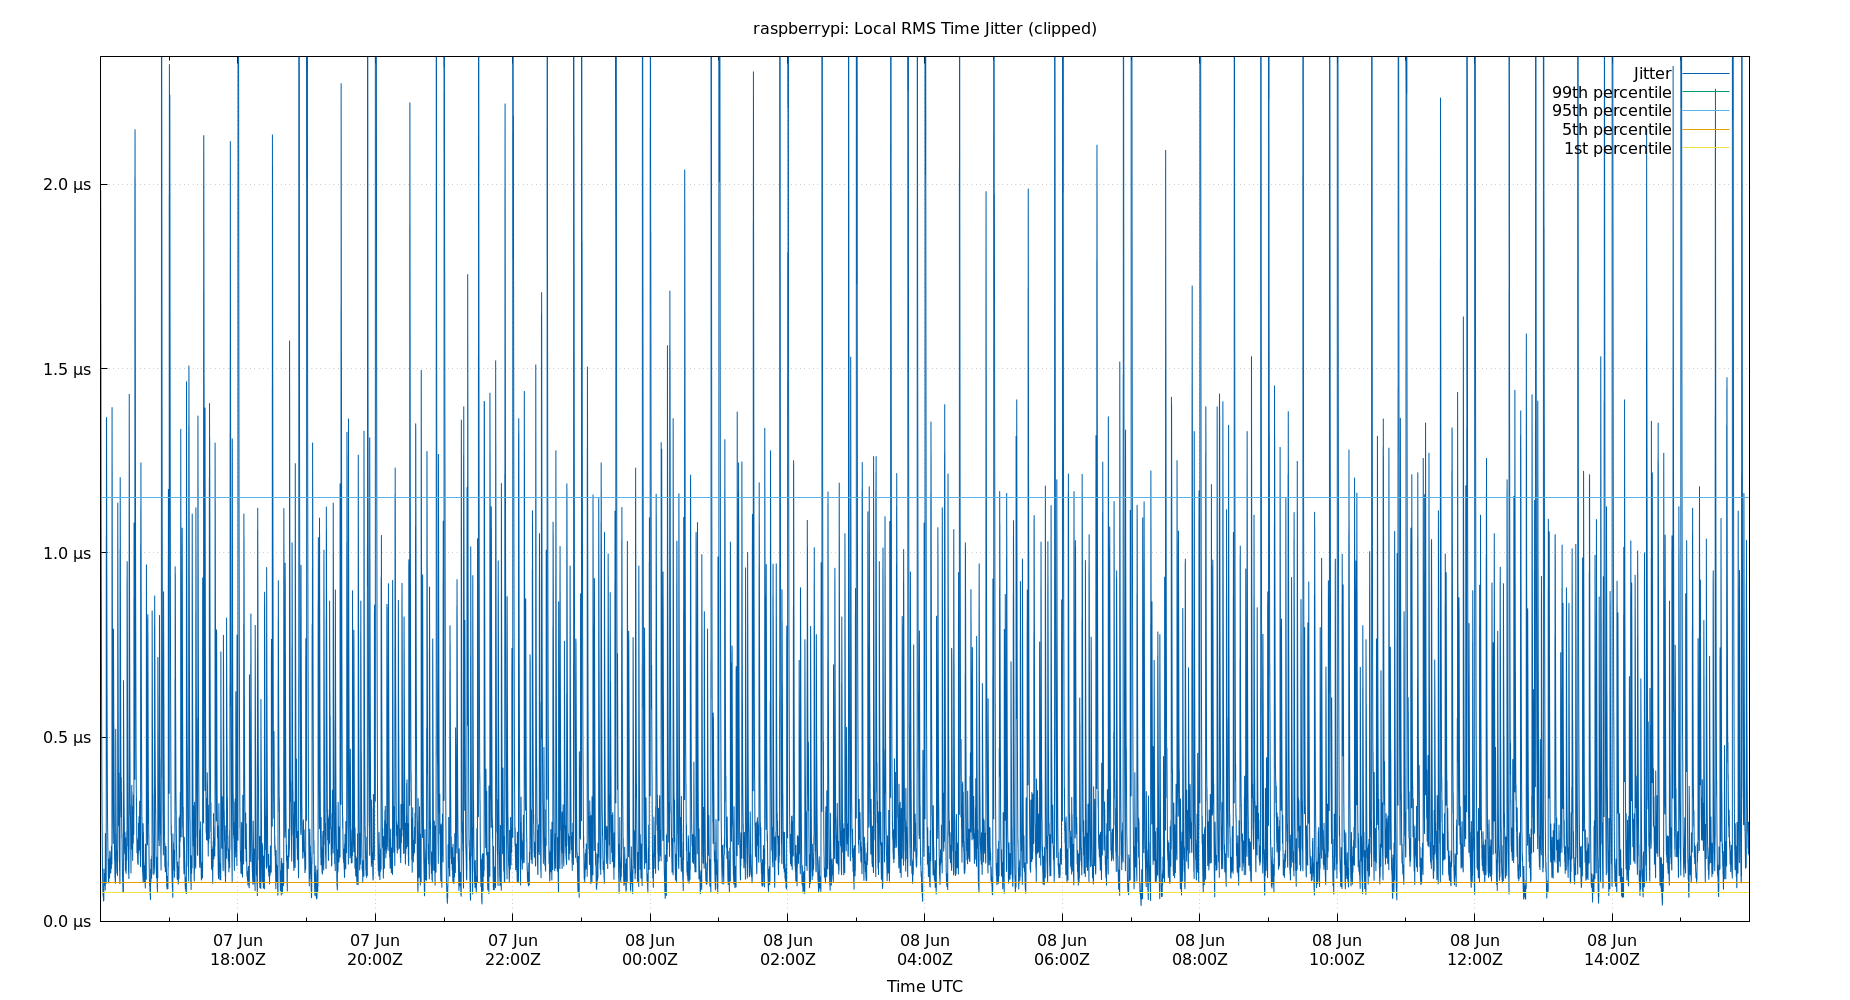 raspberrypi: Local RMS Time Jitter (clipped)
Jitter
99th percentile
95th percentile
5th percentile
1st percentile
2.0 µs
1.5 µs
1.0 µs
0.5 µs
0.0 µs
07 Jun 07 Jun 07 Jun 08 Jun 08 Jun 08 Jun 08 Jun 08 Jun 08 Jun 08 Jun 08 Jun
18:00Z 20:00Z 22:00Z 00:00Z 02:00Z 04:00Z 06:00Z 08:00Z 10:00Z 12:00Z 14:00Z
Time UTC